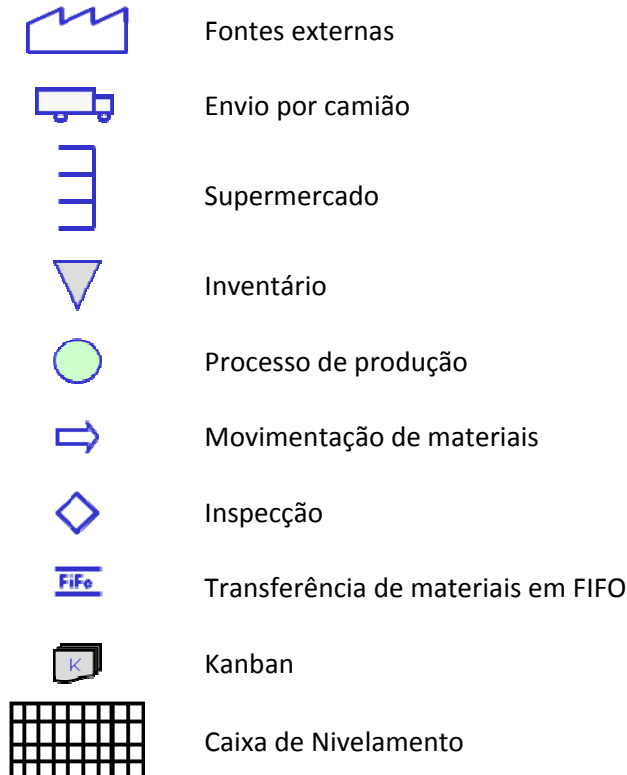 Fontes externas
Envio por camião
Supermercado
Inventário
Processo de produção
Movimentação de materiais
Inspecção
FiFo Transferência de materiais em FIFO
K Kanban
Caixa de Nivelamento